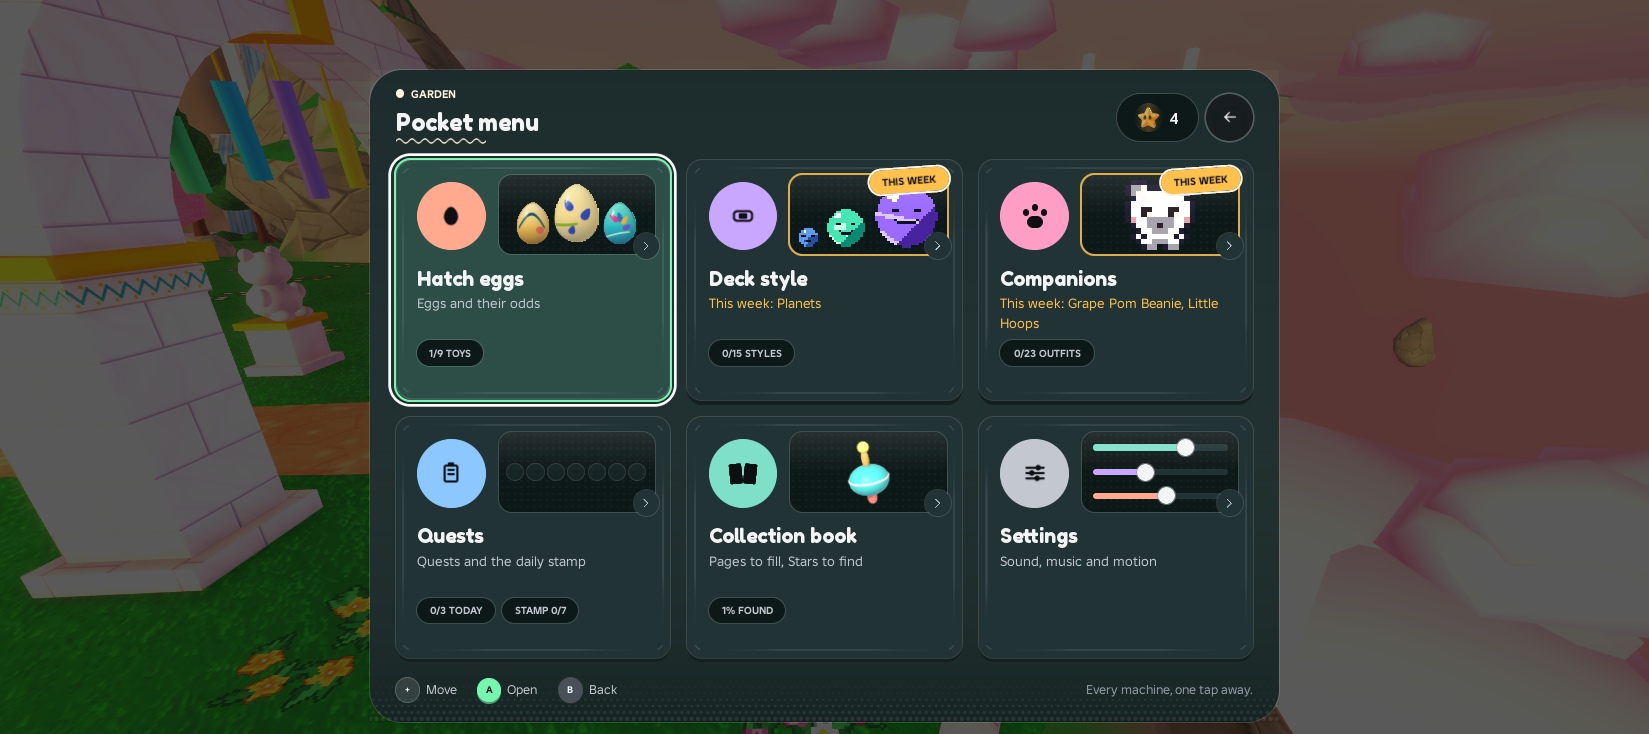 GARDEN
Pocket menu
4
THIS WEEK
THIS WEEK
Hatch eggs
Eggs and their odds
1/9 TOYS
Deck style
This week: Planets
0/15 STYLES
Companions
This week: Grape Pom Beanie, Little
Hoops
0/23 OUTFITS
Quests
Quests and the daily stamp
0/3 TODAY
STAMP 0/7
Collection book
Pages to fill, Stars to find
1% FOUND
Settings
Sound, music and motion
+ Move
A Open
B Back
Every machine, one tap away.